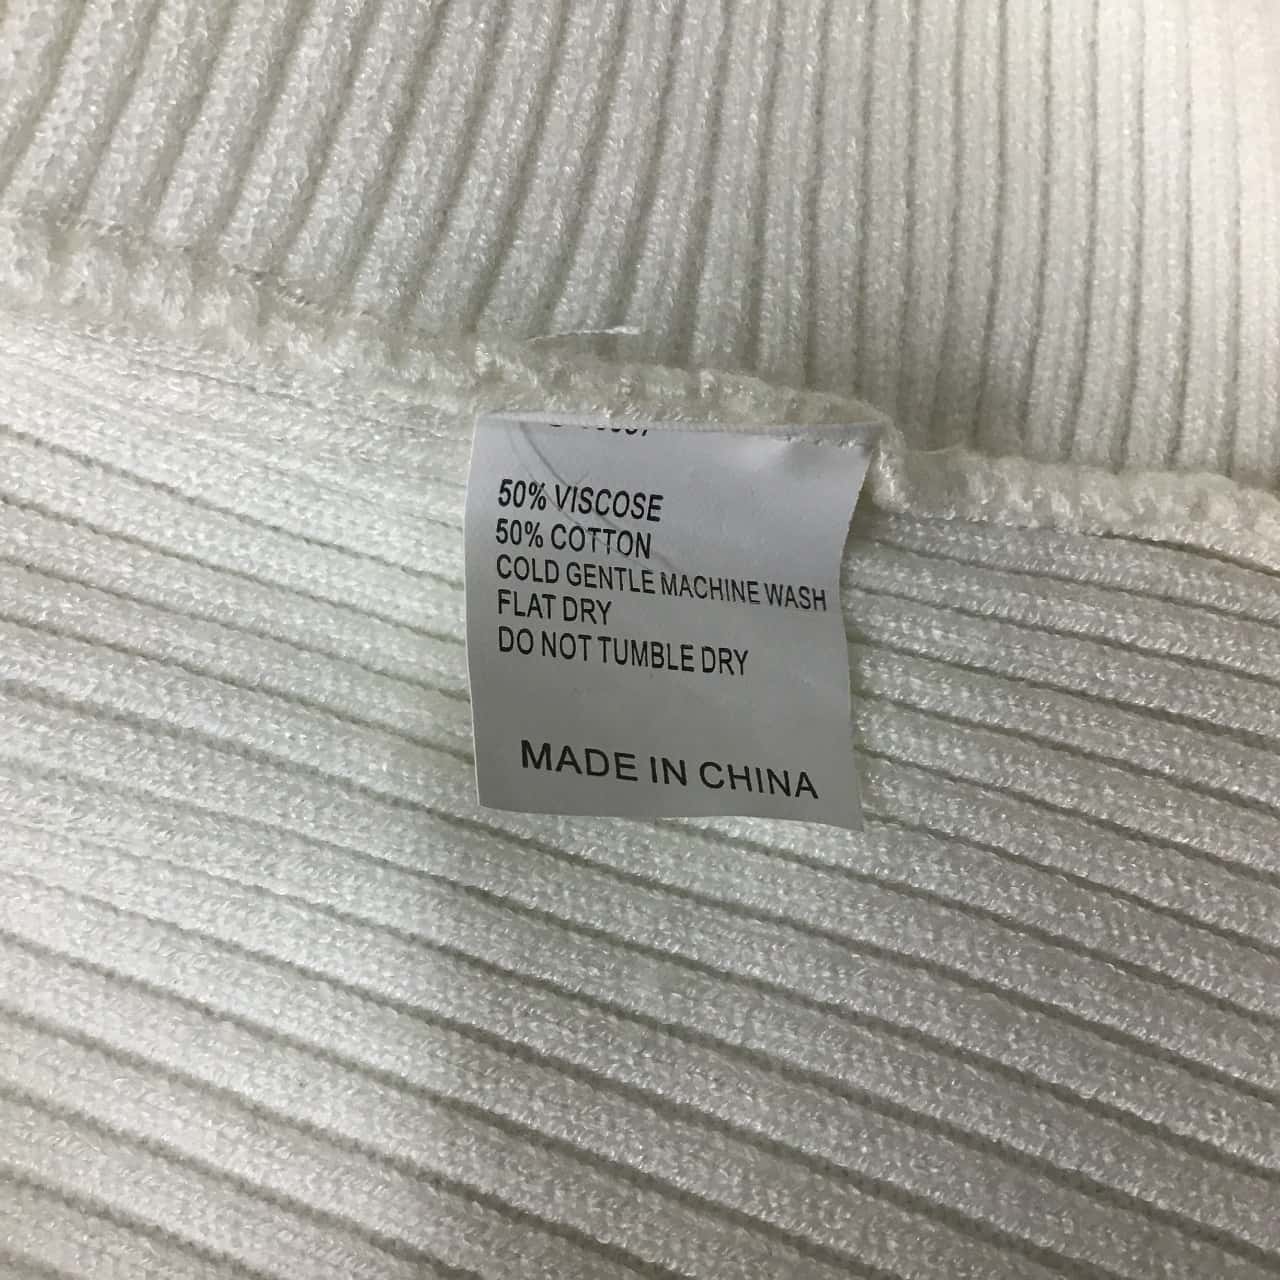 50% VISCOSE
50% COTTON
COLD GENTLE MACHINE WASH
FLAT DRY
DO NOT TUMBLE DRY
MADE IN CHINA